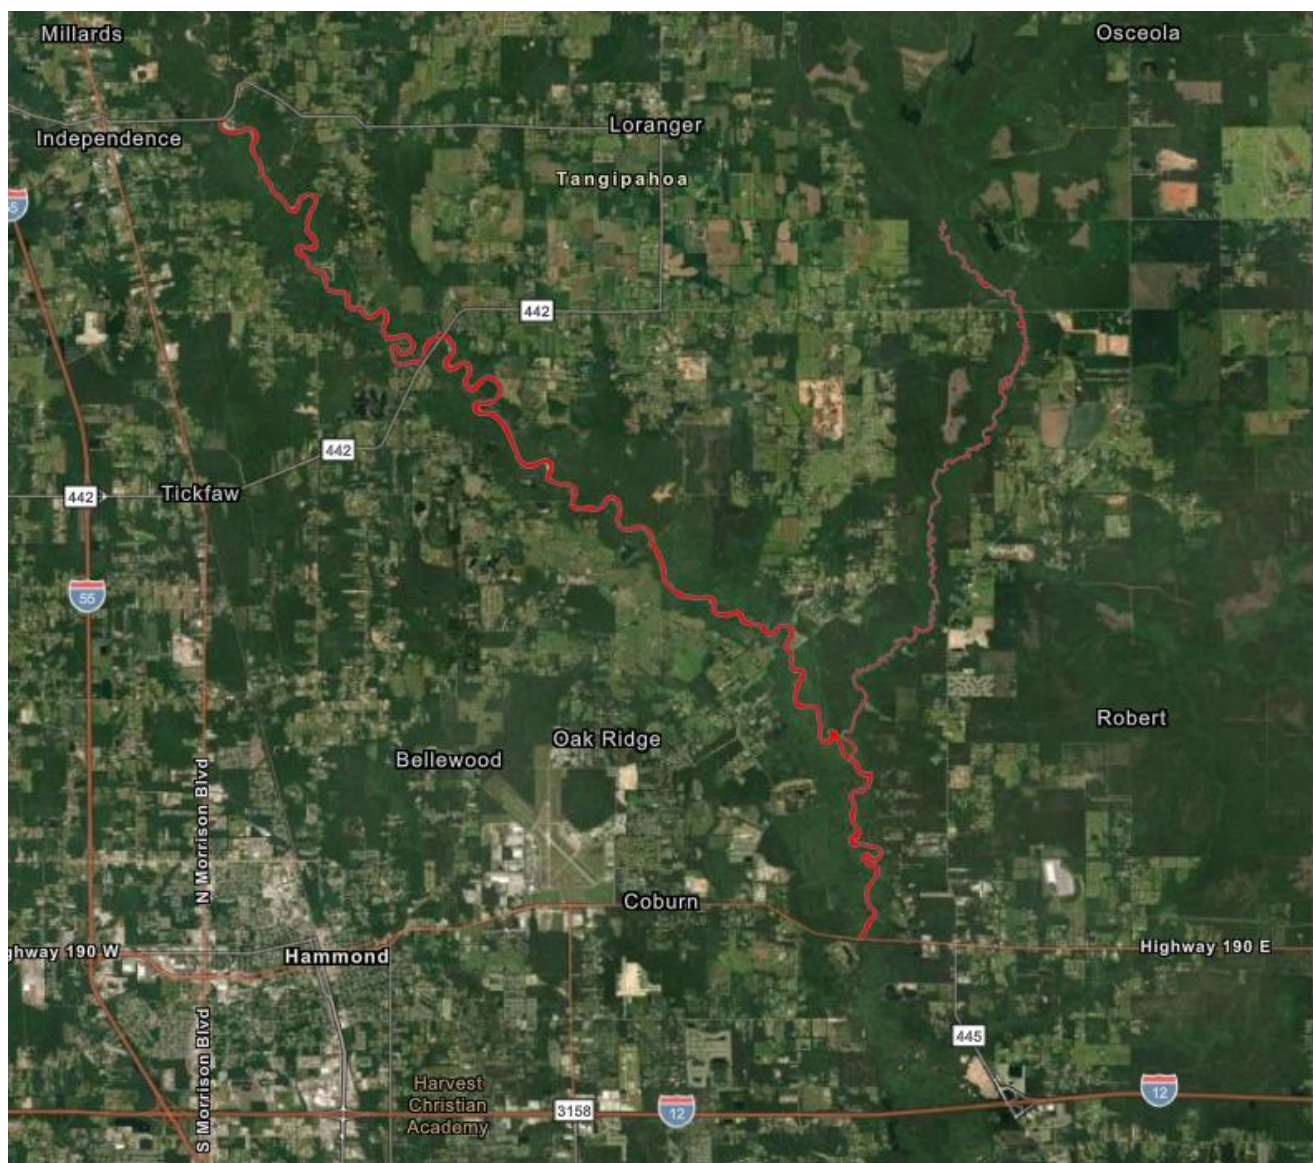 Millards
Osceola
Independence
Loranger
Tangipahoa
442
442
442
Tickfaw
55
N Morrison Blvd
Bellewood
Oak Ridge
Robert
Coburn
ghway 190 W
Hammond
Highway 190 E
S Morrison Blvd
445
Harvest
Christian
Academy
3158
12
12